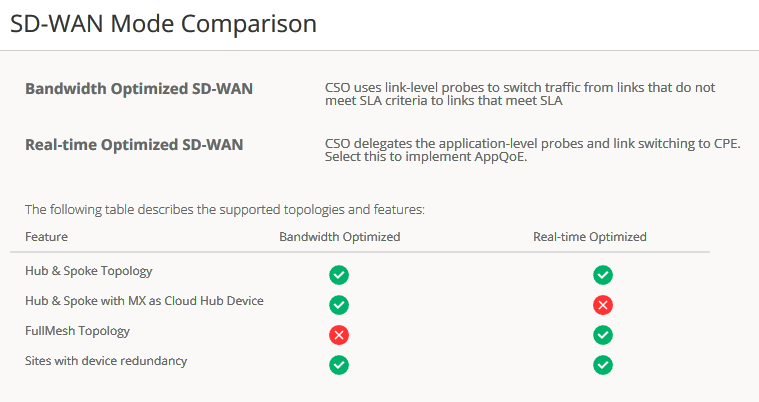 SD-WAN Mode Comparison
Bandwidth Optimized SD-WAN
CSO uses link-level probes to switch traffic from links that do not
meet SLA criteria to links that meet SLA
Real-time Optimized SD-WAN
CSO delegates the application-level probes and link switching to CPE.
Select this to implement AppQoE.
The following table describes the supported topologies and features:
Feature Bandwidth Optimized Real-time Optimized
Hub & Spoke Topology
Hub & Spoke with MX as Cloud Hub Device
FullMesh Topology
Sites with device redundancy